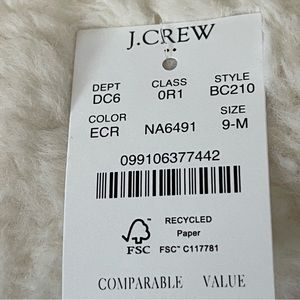 J.CREW
DEPT CLASS STYLE
DC6 0R1 BC210
COLOR SIZE
ECR NA6491 9-M
099106377442
RECYCLED
Paper
FSC FSC™ C117781
COMPARABLE VALUE